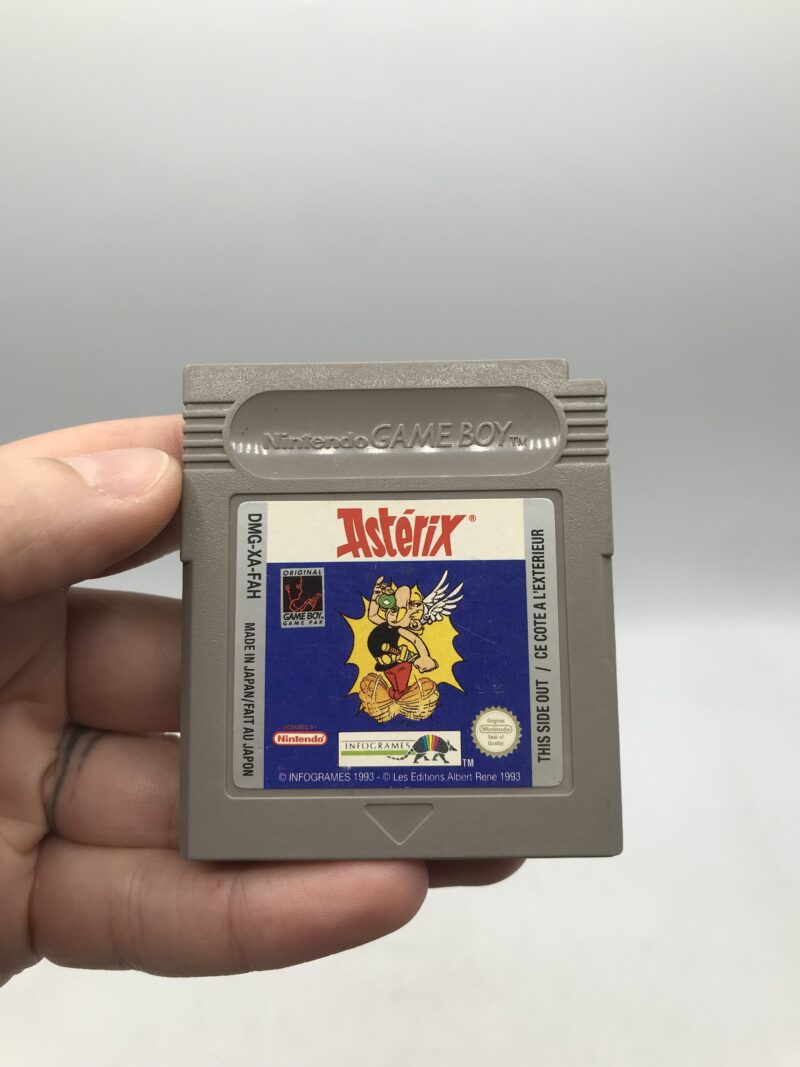 Nintendo GAME BOY TM
Astérix ®
DMG-XA-FAH
MADE IN JAPAN/FAIT AU JAPON
ORIGINAL
GAME BOY®
GAME PAK
THIS SIDE OUT / CE COTE A L'EXTERIEUR
LICENSED BY
Nintendo
INFOGRAMES
TM
Original
Nintendo
Seal of
Quality
© INFOGRAMES 1993 - © Les Editions Albert René 1993